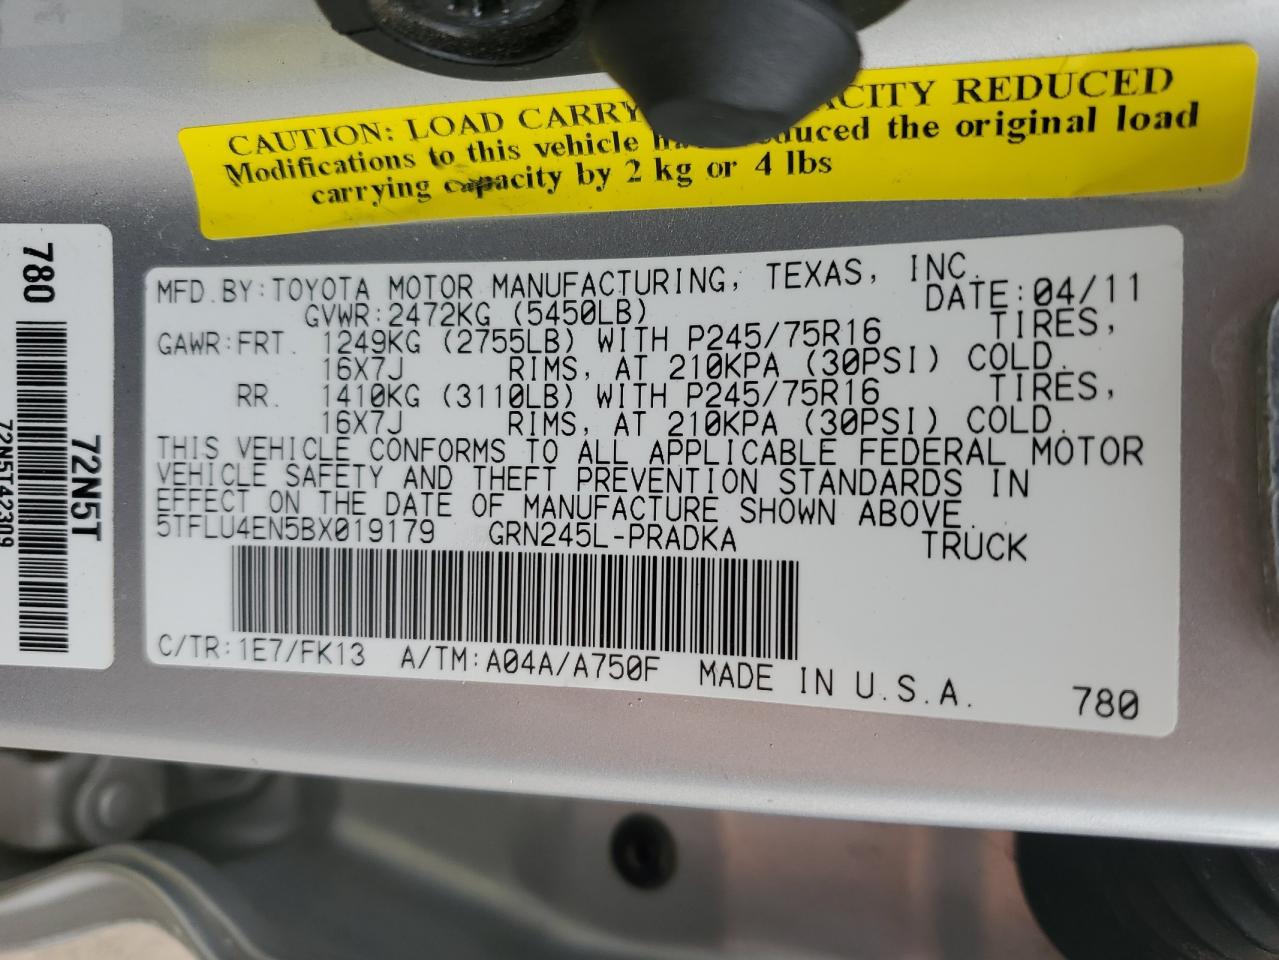 CAUTION: LOAD CARRY ACITY REDUCED
Modifications to this vehicle reduced the original load
carrying capacity by 2 kg or 4 lbs
MFD.BY:TOYOTA MOTOR MANUFACTURING, TEXAS, INC.
GVWR:2472KG (5450LB) DATE:04/11
GAWR:FRT. 1249KG (2755LB) WITH P245/75R16 TIRES,
16X7J RIMS, AT 210KPA (30PSI) COLD.
RR. 1410KG (3110LB) WITH P245/75R16 TIRES,
16X7J RIMS, AT 210KPA (30PSI) COLD.
THIS VEHICLE CONFORMS TO ALL APPLICABLE FEDERAL MOTOR
VEHICLE SAFETY AND THEFT PREVENTION STANDARDS IN
EFFECT ON THE DATE OF MANUFACTURE SHOWN ABOVE.
5TFLU4EN5BX019179 GRN245L-PRADKA TRUCK
C/TR:1E7/FK13 A/TM:A04A/A750F MADE IN U.S.A.
780
780
72N5T
72N5T42309